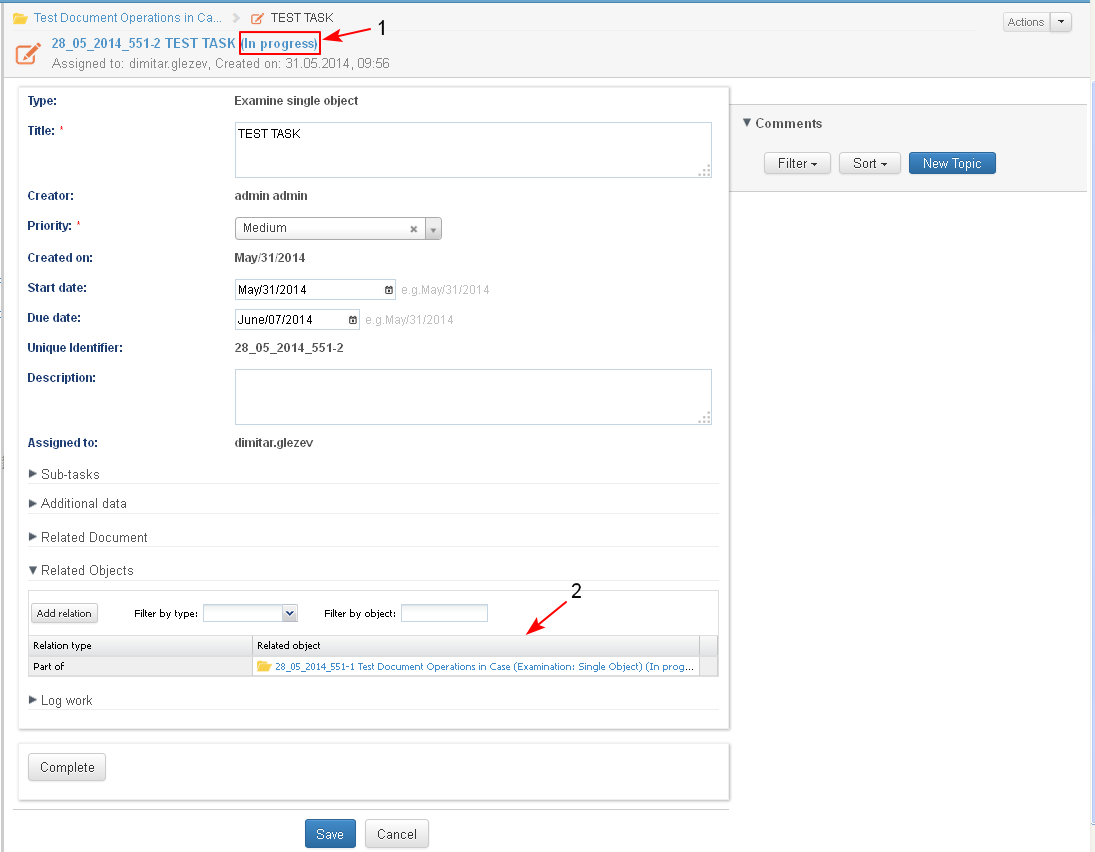 Test Document Operations in Ca... TEST TASK
Actions
1
28_05_2014_551-2 TEST TASK (In progress)
Assigned to: dimitar.glezev, Created on: 31.05.2014, 09:56
Type: Examine single object
Title: * TEST TASK
Creator: admin admin
Priority: * Medium
Created on: May/31/2014
Start date: May/31/2014 e.g.May/31/2014
Due date: June/07/2014 e.g.May/31/2014
Unique Identifier: 28_05_2014_551-2
Description:
Assigned to: dimitar.glezev
Sub-tasks
Additional data
Related Document
Related Objects
2
Add relation Filter by type: Filter by object:
Relation type Related object
Part of 28_05_2014_551-1 Test Document Operations in Case (Examination: Single Object) (In prog...
Log work
Complete
Save Cancel
Comments
Filter Sort New Topic